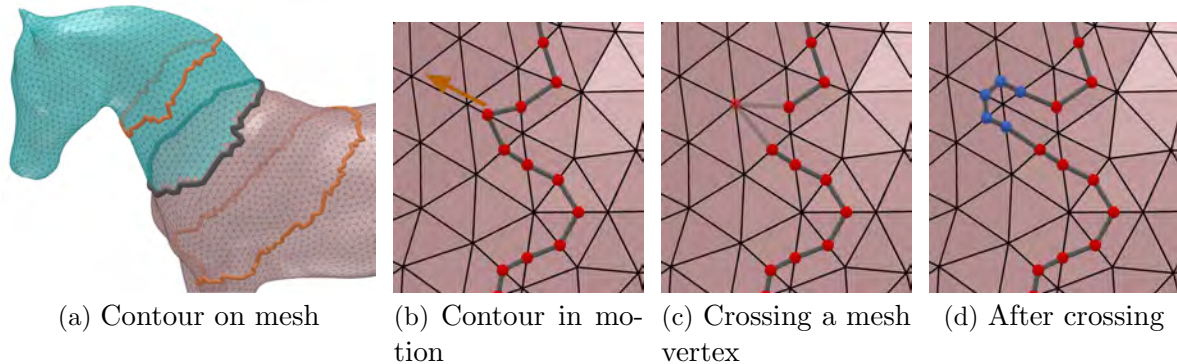 (a) Contour on mesh
(b) Contour in mo-
tion
(c) Crossing a mesh
vertex
(d) After crossing